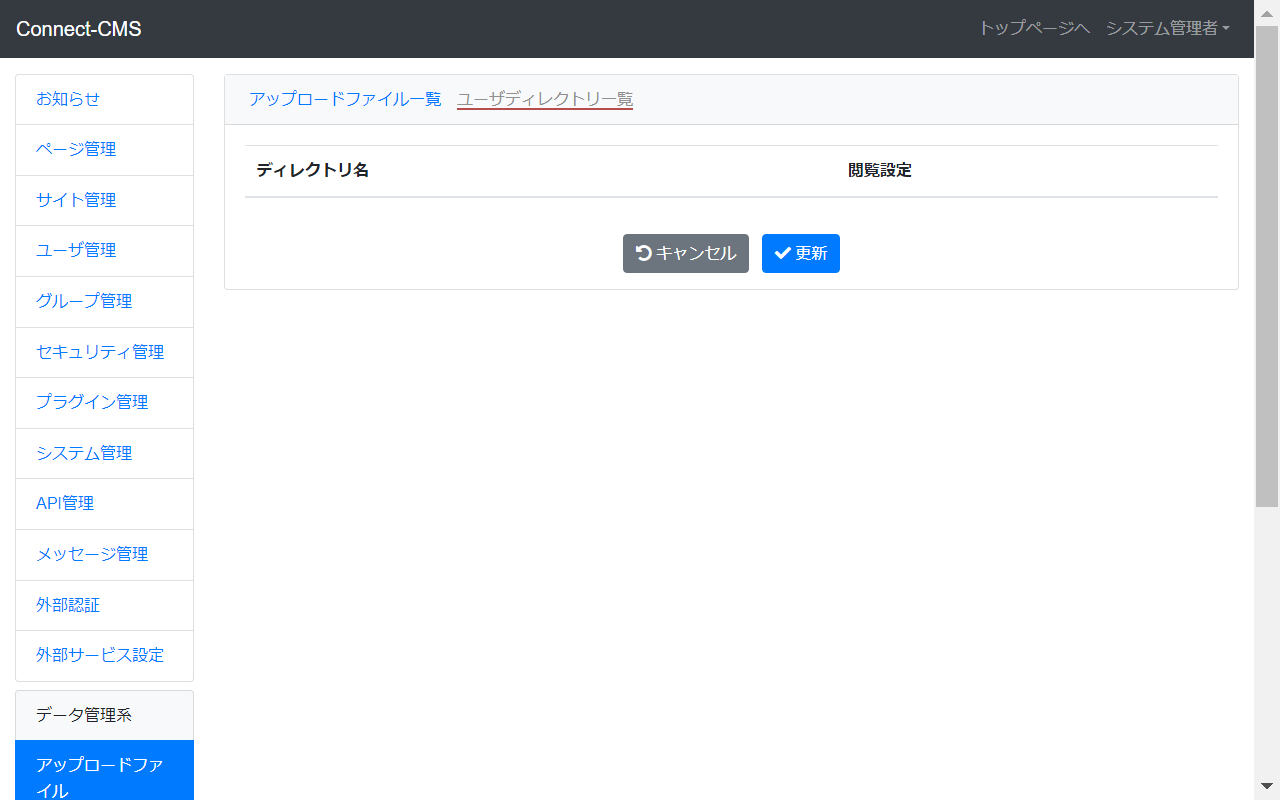 Connect-CMS
トップページへ システム管理者
お知らせ
ページ管理
サイト管理
ユーザ管理
グループ管理
セキュリティ管理
プラグイン管理
システム管理
API管理
メッセージ管理
外部認証
外部サービス設定
データ管理系
アップロードファ
イル
アップロードファイル一覧 ユーザディレクトリ一覧
ディレクトリ名 閲覧設定
キャンセル 更新